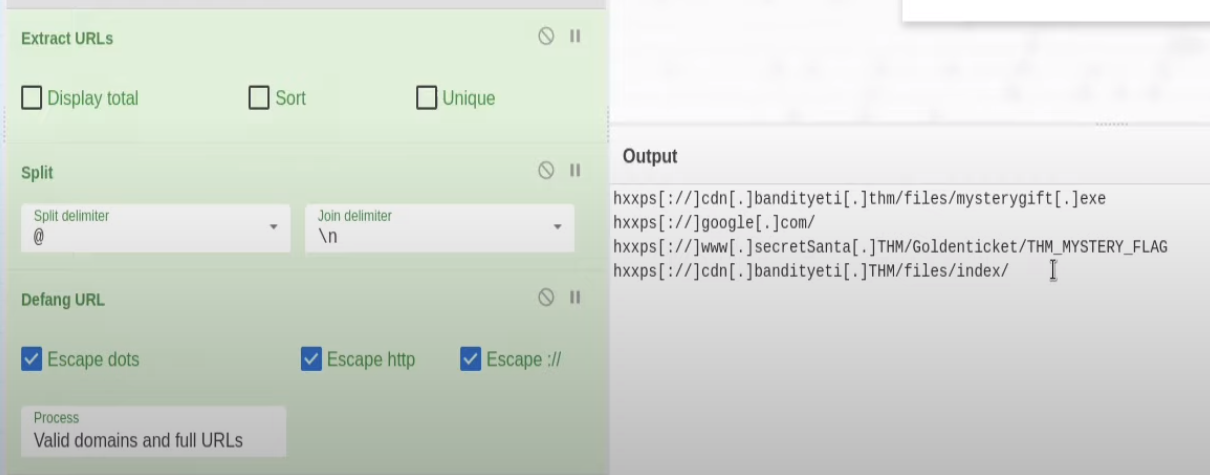 Extract URLs
Display total
Sort
Unique
Split
Split delimiter
@
Join delimiter
\n
Defang URL
Escape dots
Escape http
Escape ://
Process
Valid domains and full URLs
Output
hxxps[://]cdn[.]bandityeti[.]thm/files/mysterygift[.]exe
hxxps[://]google[.]com/
hxxps[://]www[.]secretSanta[.]THM/Goldenticket/THM_MYSTERY_FLAG
hxxps[://]cdn[.]bandityeti[.]THM/files/index/